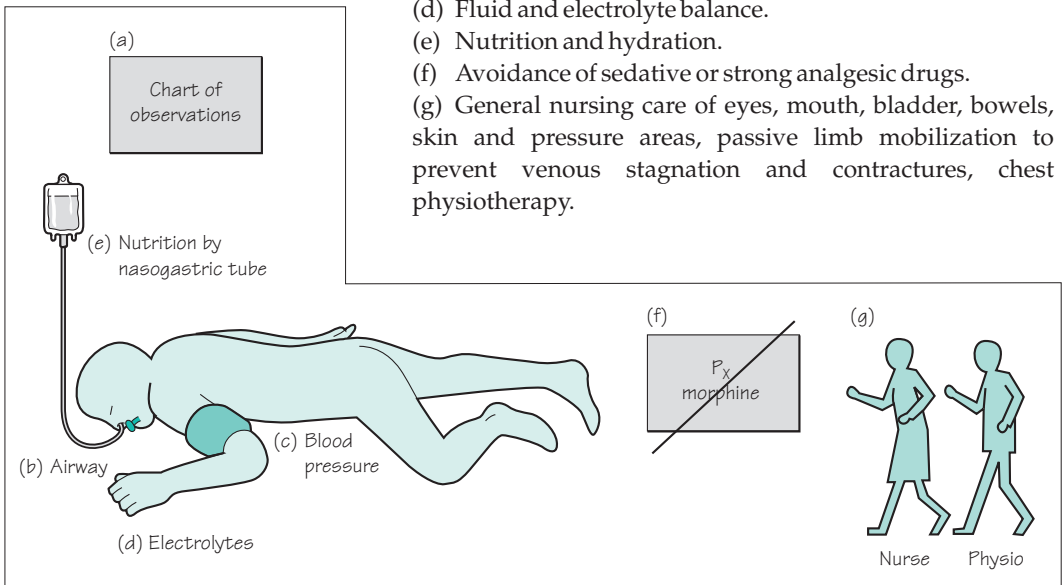 (d) Fluid and electrolyte balance.
(e) Nutrition and hydration.
(f) Avoidance of sedative or strong analgesic drugs.
(g) General nursing care of eyes, mouth, bladder, bowels,
skin and pressure areas, passive limb mobilization to
prevent venous stagnation and contractures, chest
physiotherapy.
(a)
Chart of
observations
(e) Nutrition by
nasogastric tube
(b) Airway
(c) Blood
pressure
(d) Electrolytes
(f)
Px
morphine
(g)
Nurse
Physio